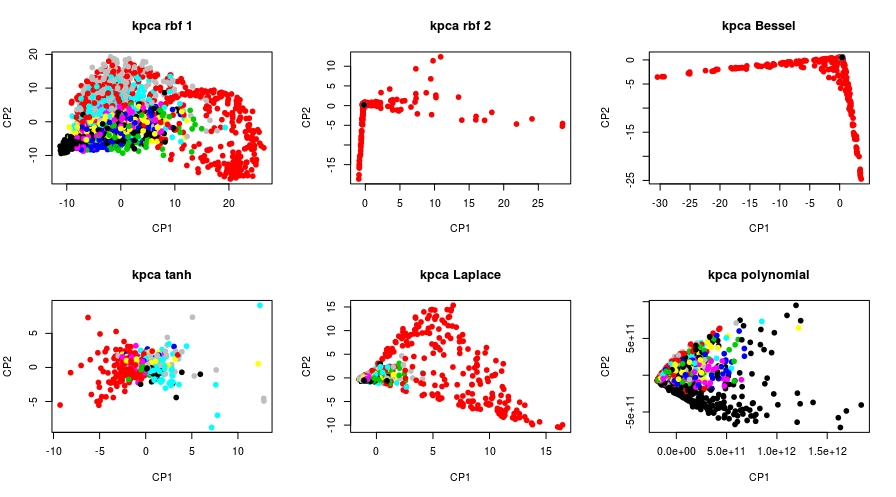 kpca rbf 1
CP2
20
10
0
-10
-10 0 10 20
CP1
kpca rbf 2
CP2
10
5
0
-5
-15
0 5 10 15 20 25
CP1
kpca Bessel
CP2
0
-5
-15
-25
-30 -25 -20 -15 -10 -5 0
CP1
kpca tanh
CP2
5
0
-5
-10 -5 0 5 10
CP1
kpca Laplace
CP2
15
10
5
0
-5
-10
0 5 10 15
CP1
kpca polynomial
CP2
5e+11
-5e+11
0.0e+00 5.0e+11 1.0e+12 1.5e+12
CP1